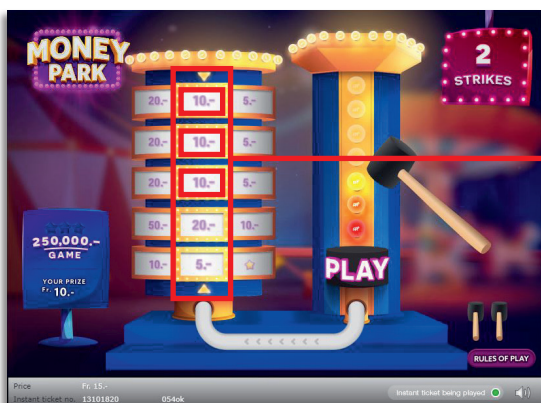 MONEY
PARK
2
STRIKES
20.- 10.- 5.-
20.- 10.- 5.-
20.- 10.- 5.-
50.- 20.- 10.-
10.- 5.-
250,000.-
GAME
YOUR PRIZE
Fr. 10.-
PLAY
RULES OF PLAY
Price Fr. 15.-
Instant ticket being played
Instant ticket no. 13101820 054ok